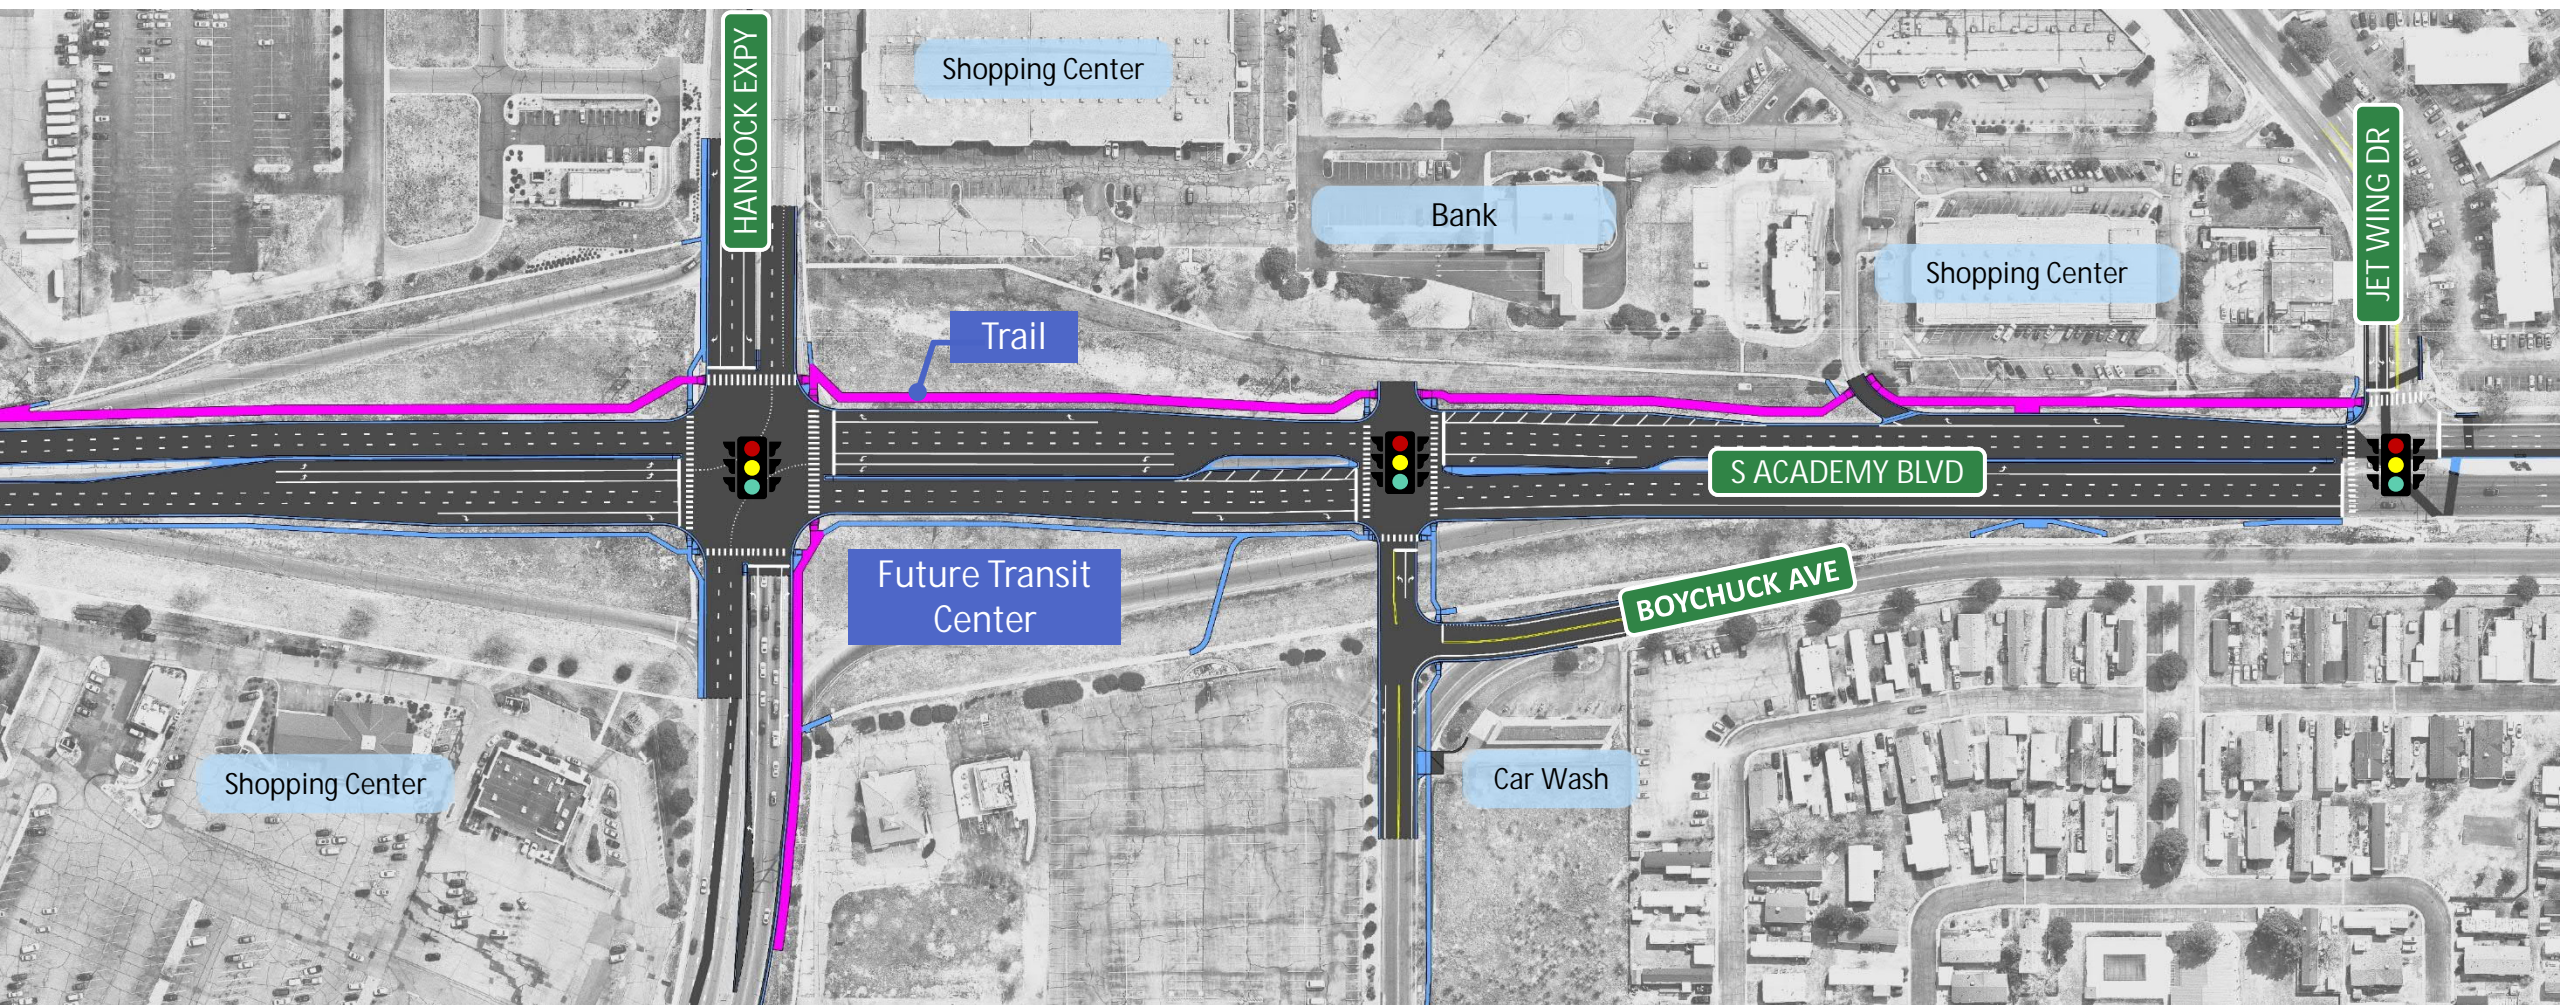 HANCOCK EXPY
Shopping Center
JET WING DR
Bank
Shopping Center
Trail
S ACADEMY BLVD
Future Transit
Center
BOYCHUCK AVE
Shopping Center
Car Wash